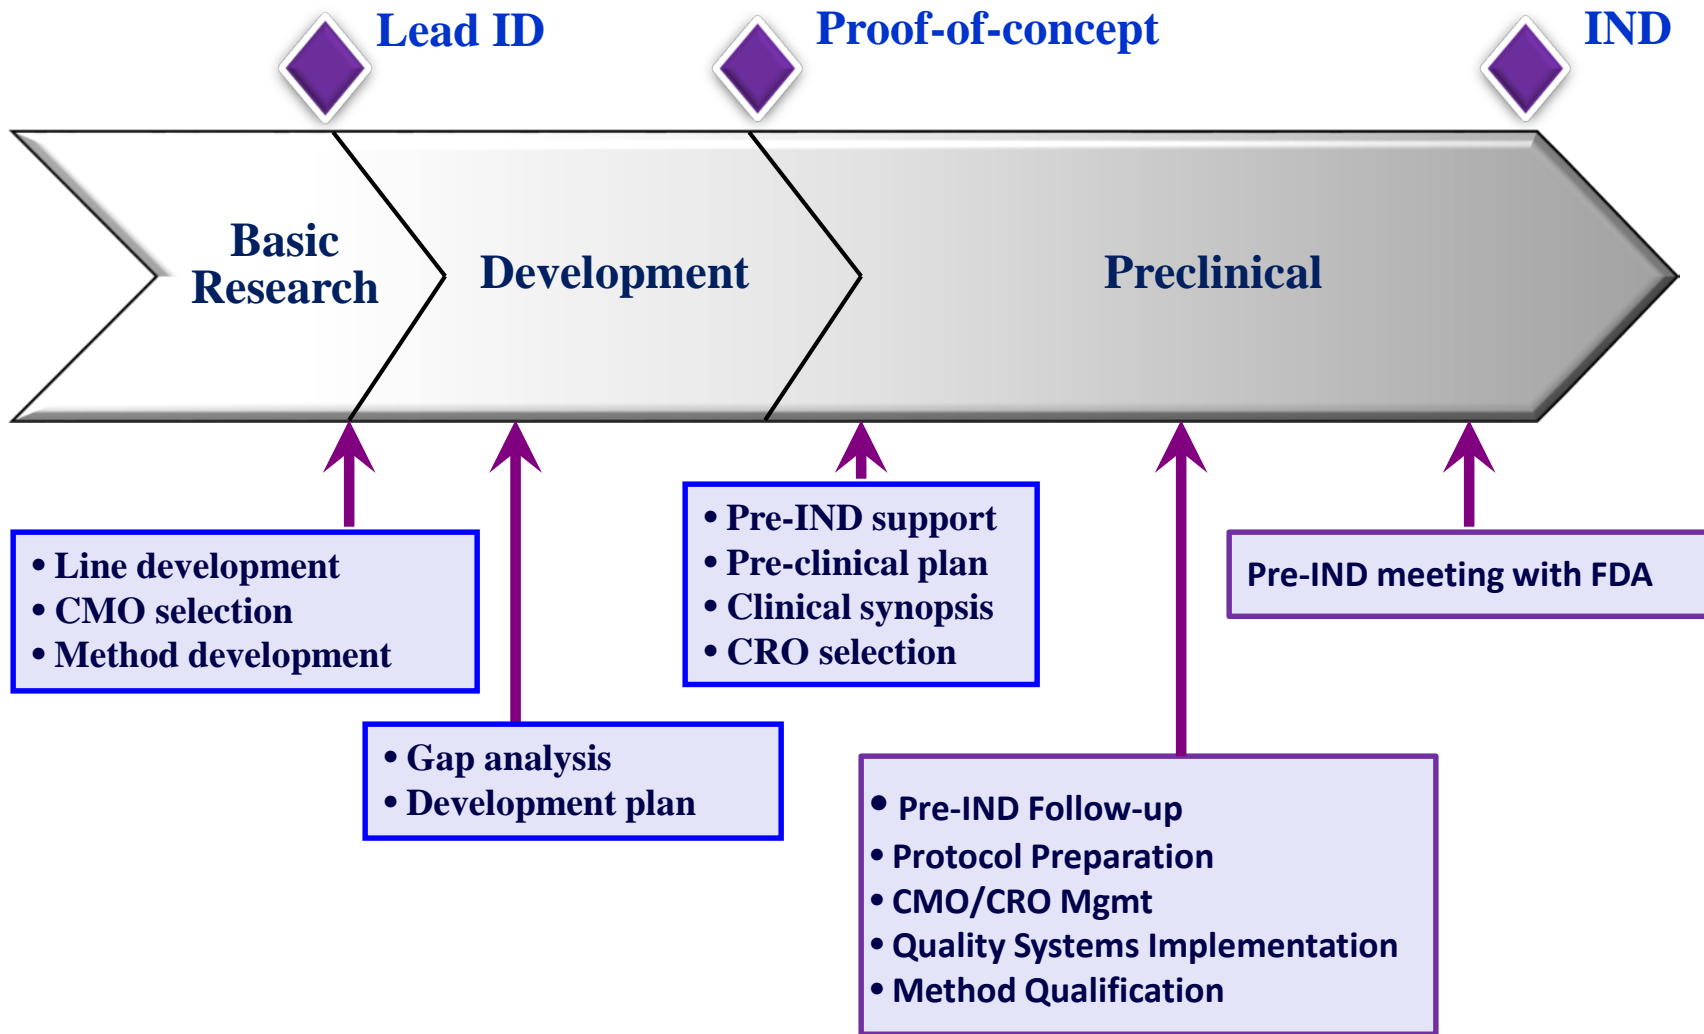 Lead ID
Proof-of-concept
IND
Basic
Research
Development
Preclinical
• Line development
• CMO selection
• Method development
• Gap analysis
• Development plan
• Pre-IND support
• Pre-clinical plan
• Clinical synopsis
• CRO selection
• Pre-IND Follow-up
• Protocol Preparation
• CMO/CRO Mgmt
• Quality Systems Implementation
• Method Qualification
Pre-IND meeting with FDA